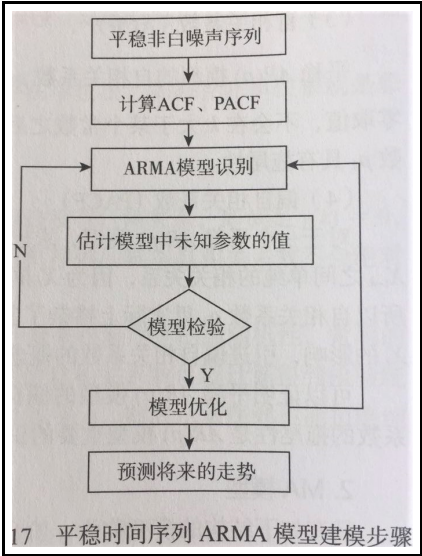 平稳非白噪声序列
计算ACF、PACF
ARMA模型识别
估计模型中未知参数的值
N
模型检验
Y
模型优化
预测将来的走势
17 平稳时间序列 ARMA 模型建模步骤